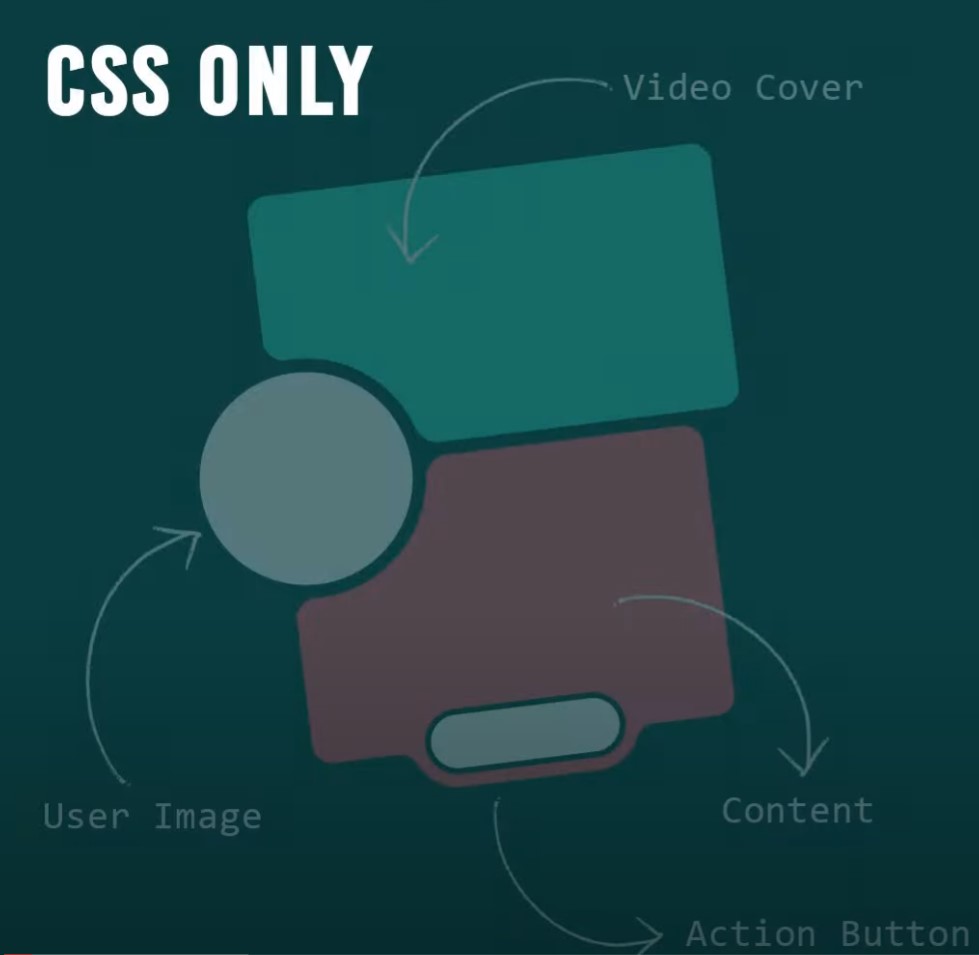 CSS ONLY
Video Cover
User Image
Content
Action Button